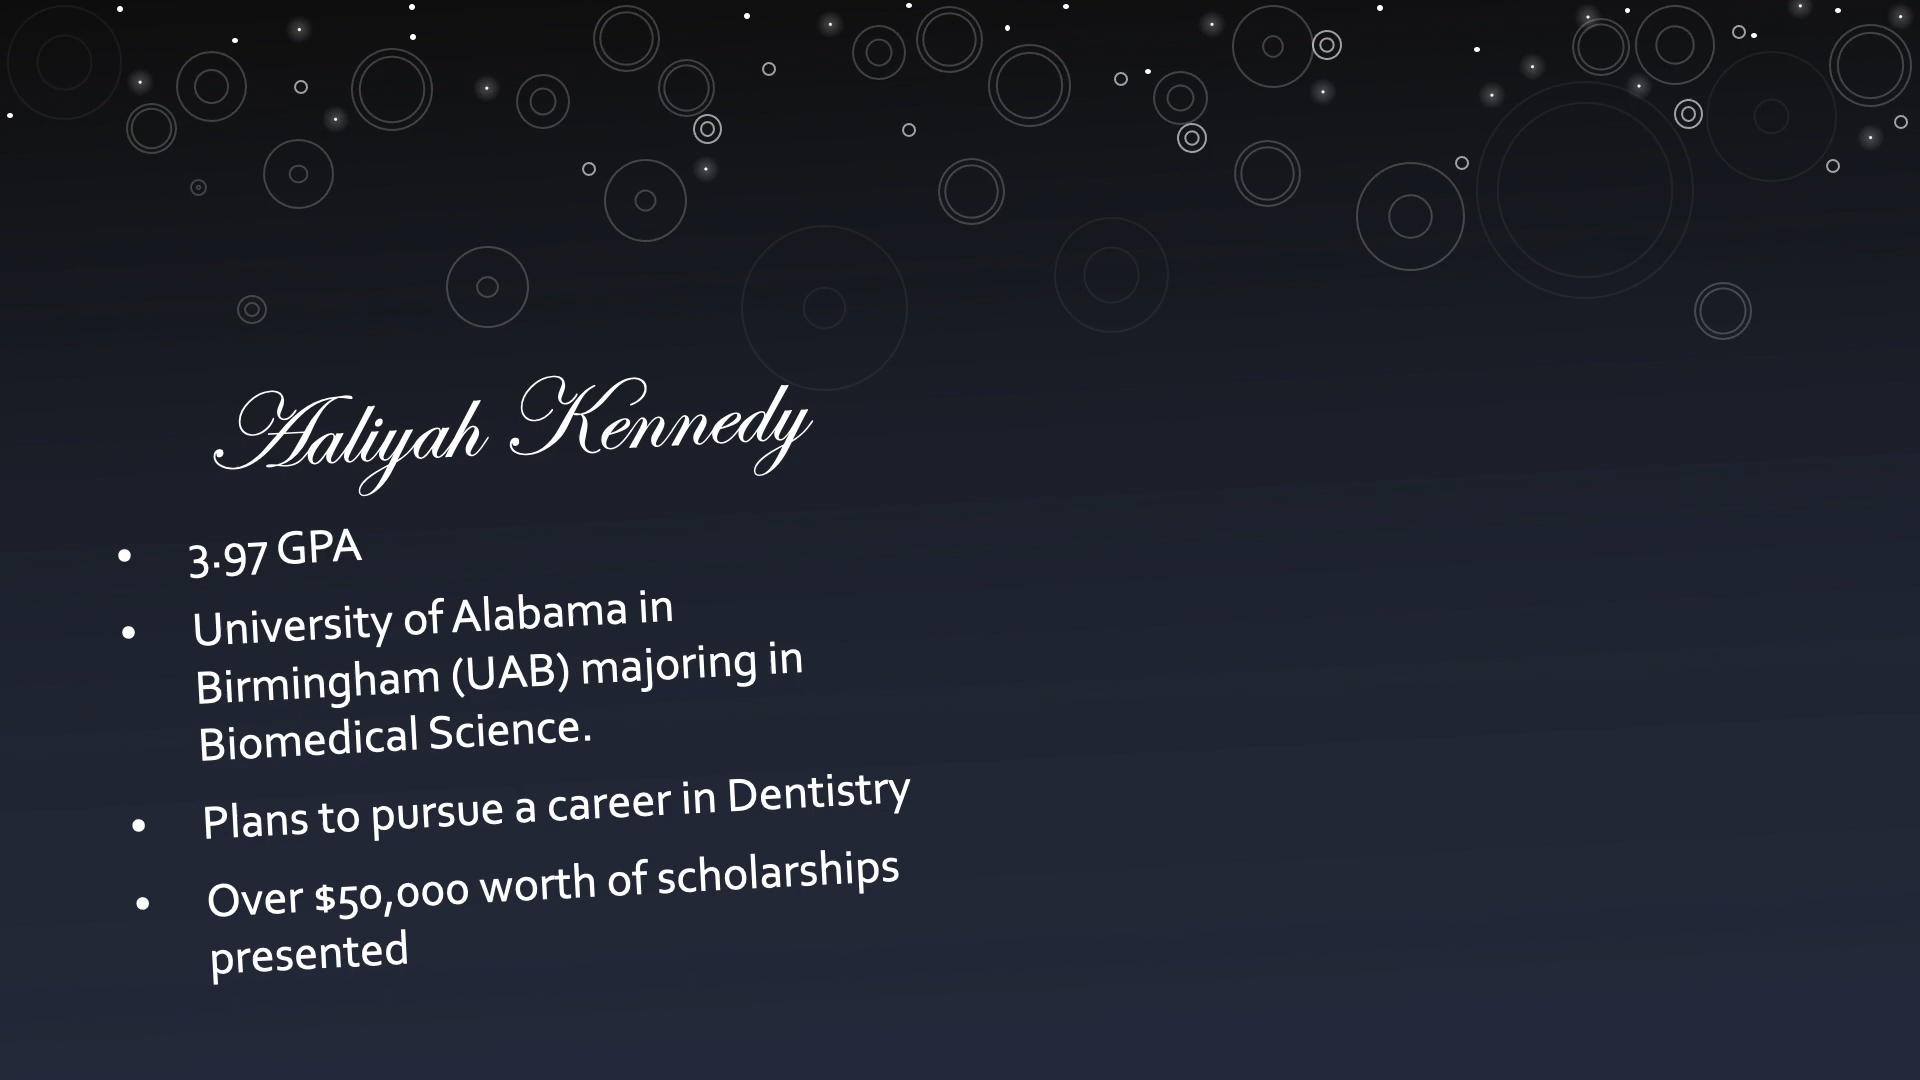 Aaliyah Kennedy
• 3.97 GPA
• University of Alabama in
Birmingham (UAB) majoring in
Biomedical Science.
• Plans to pursue a career in Dentistry
• Over $50,000 worth of scholarships
presented